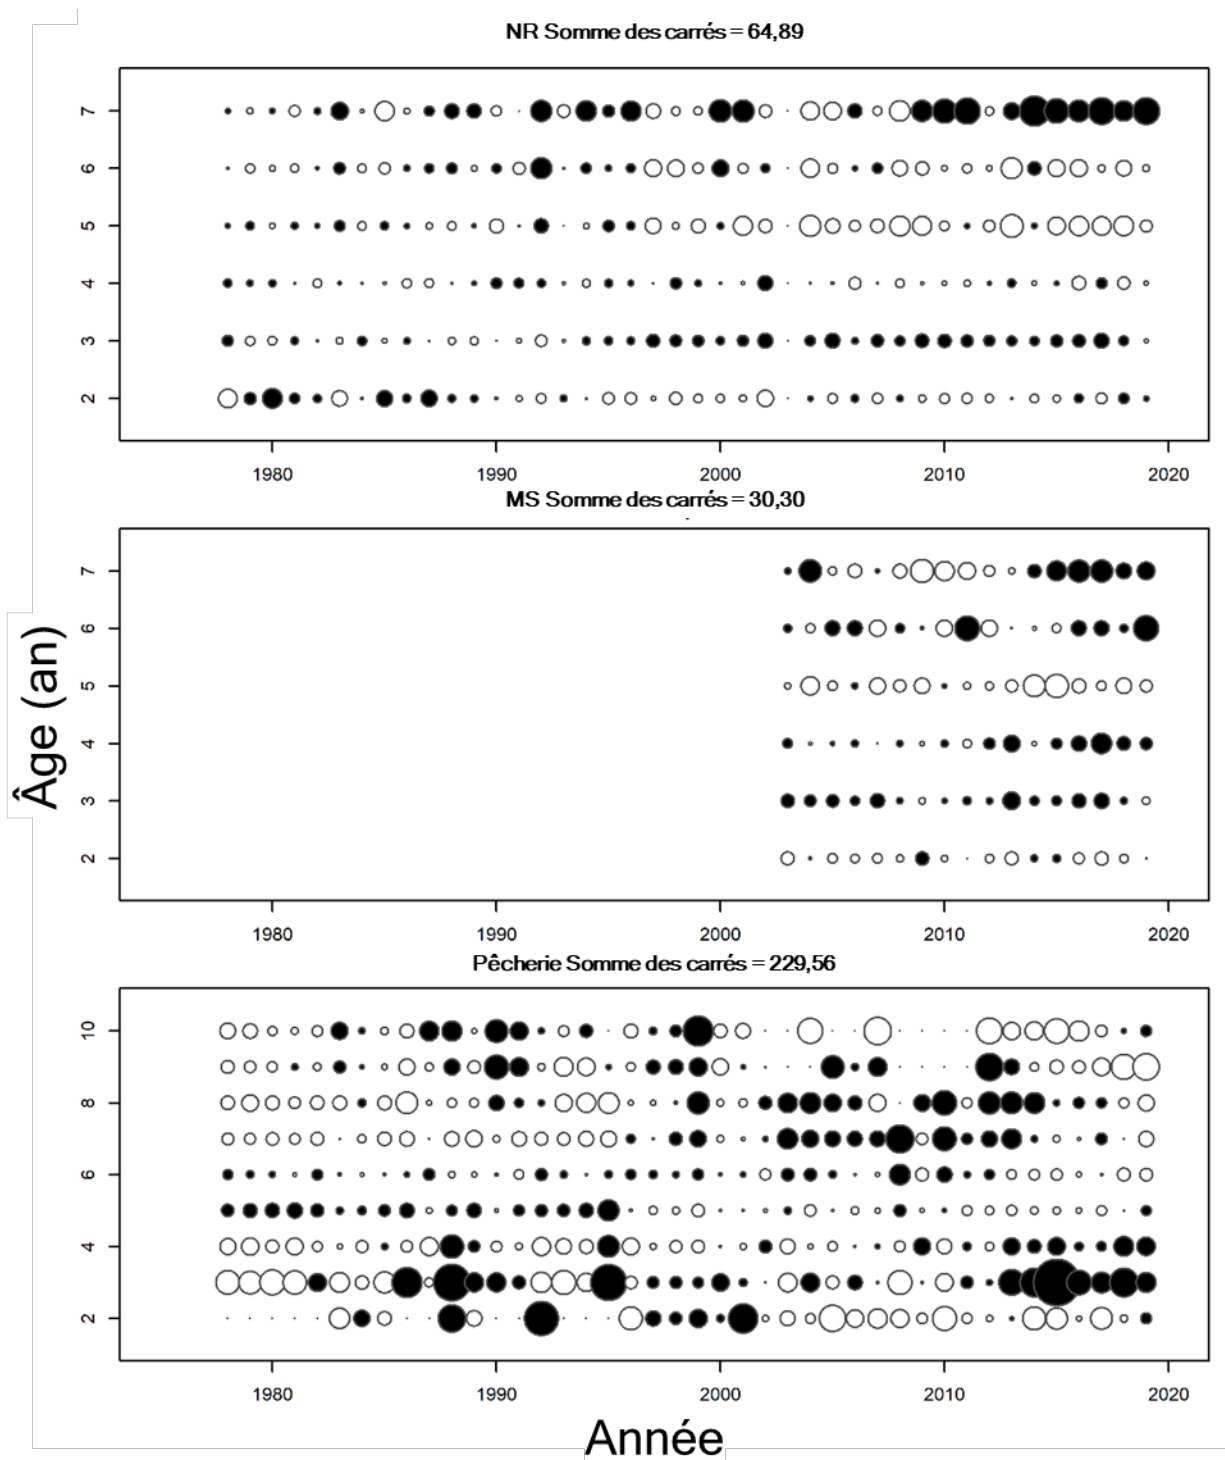 NR Somme des carrés = 64,89
7
6
5
4
3
2
1980 1990 2000 2010 2020
MS Somme des carrés = 30,30
7
6
5
4
3
2
1980 1990 2000 2010 2020
Âge (an)
Pêcherie Somme des carrés = 229,56
10
8
6
4
2
1980 1990 2000 2010 2020
Année